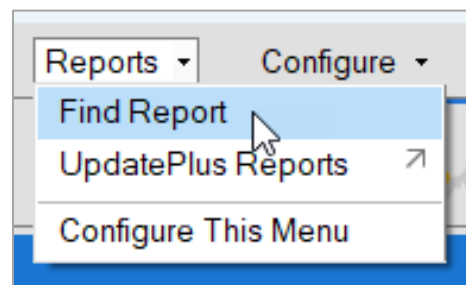 Reports Configure
Find Report
UpdatePlus Reports
Configure This Menu